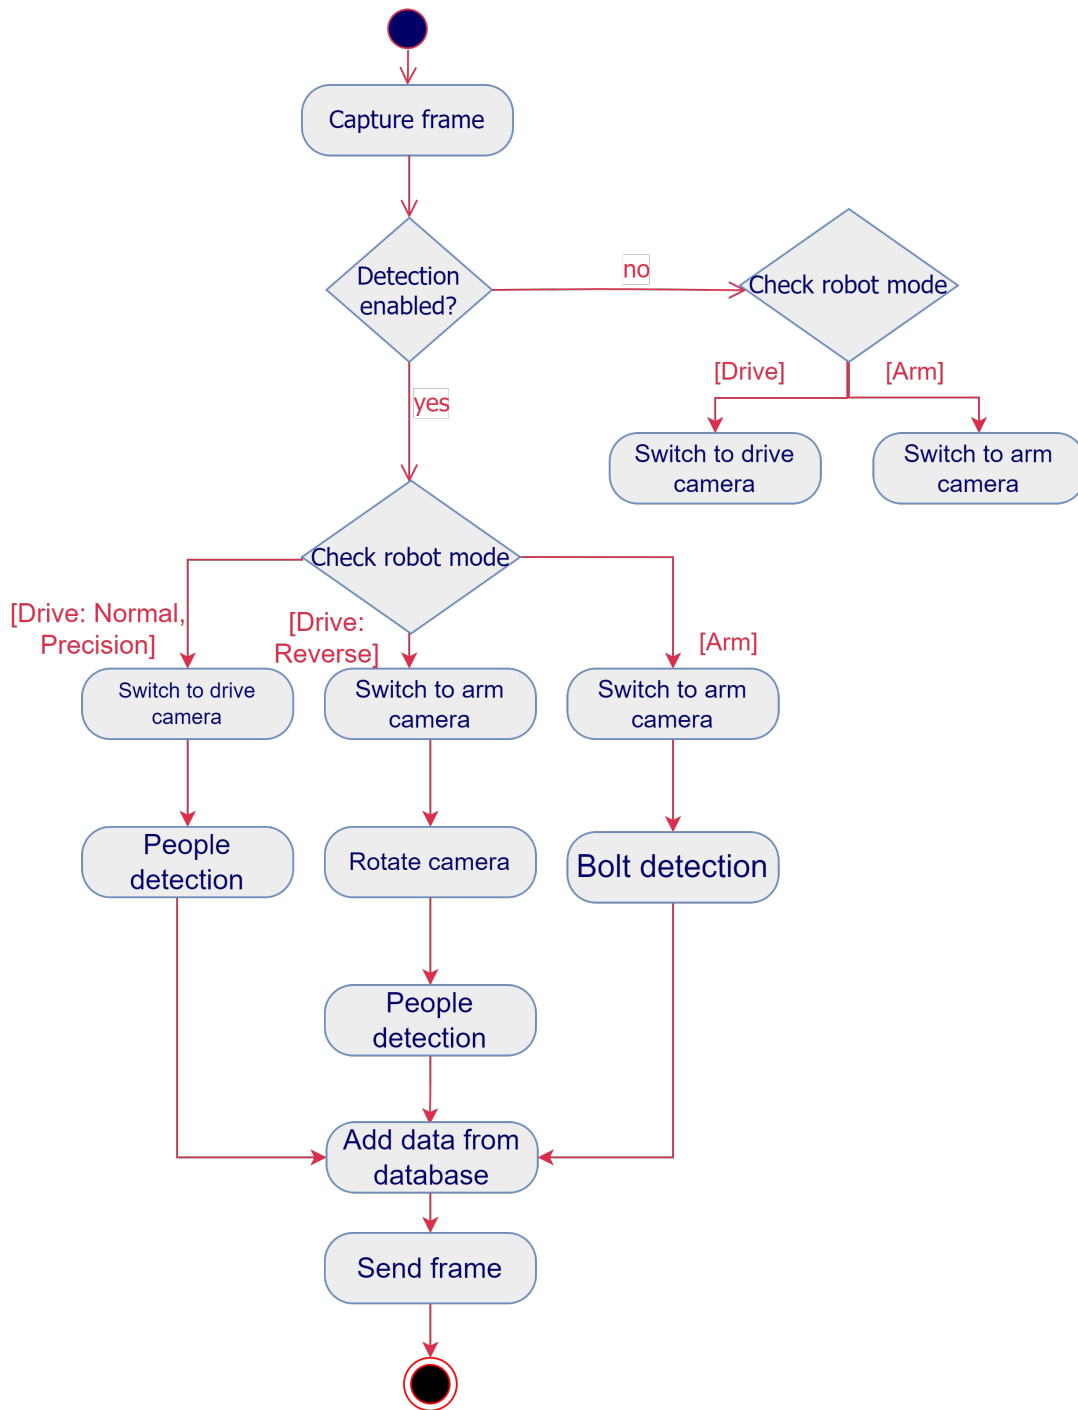 Capture frame
Detection
enabled?
no
Check robot mode
[Drive]
[Arm]
Switch to drive
camera
Switch to arm
camera
yes
Check robot mode
[Drive: Normal,
Precision]
[Drive:
Reverse]
[Arm]
Switch to drive
camera
Switch to arm
camera
Switch to arm
camera
People
detection
Rotate camera
Bolt detection
People
detection
Add data from
database
Send frame